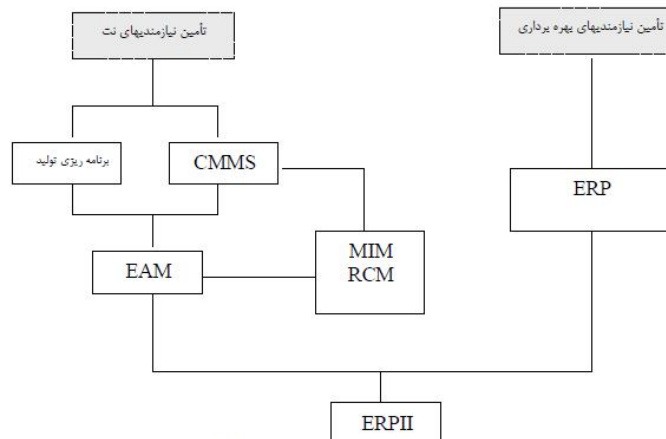 تأمین نیازمندیهای نت
تأمین نیازمندیهای بهره برداری
برنامه ریزی تولید
CMMS
ERP
EAM
MIM
RCM
ERPII